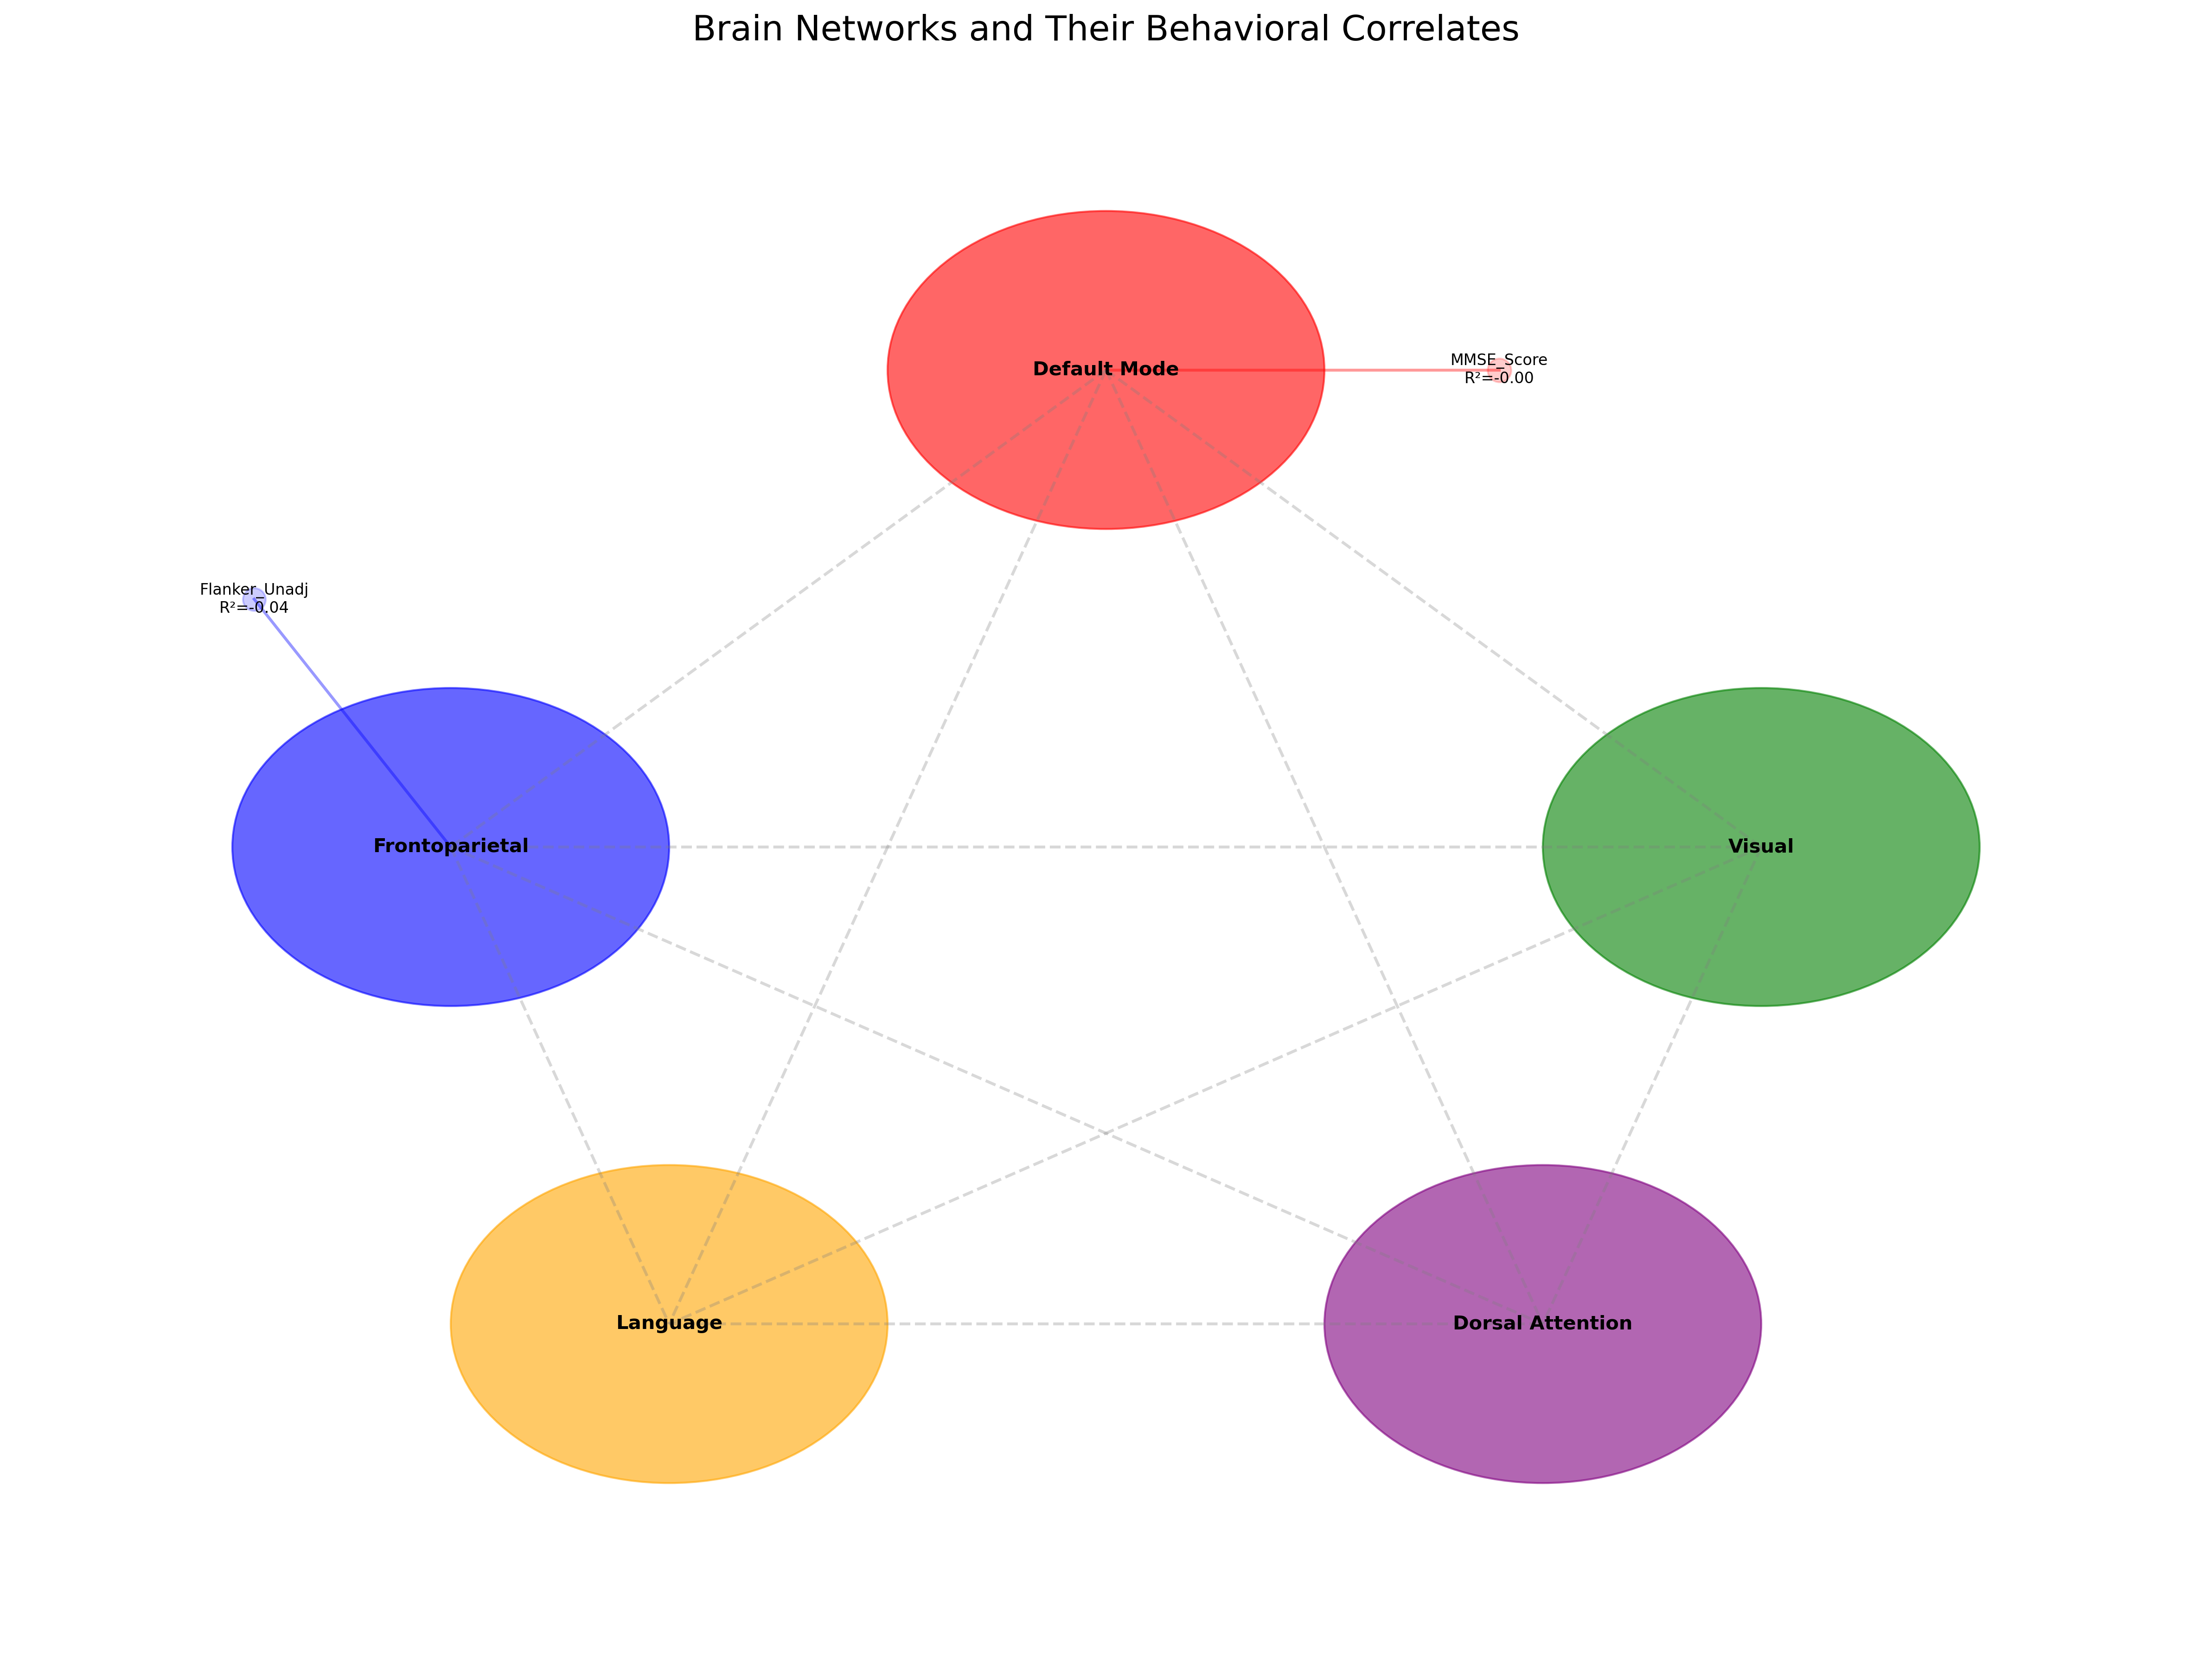 Brain Networks and Their Behavioral Correlates
Default Mode
MMSE_Score
R²=-0.00
Flanker_Unadj
R²=-0.04
Frontoparietal
Visual
Language
Dorsal Attention